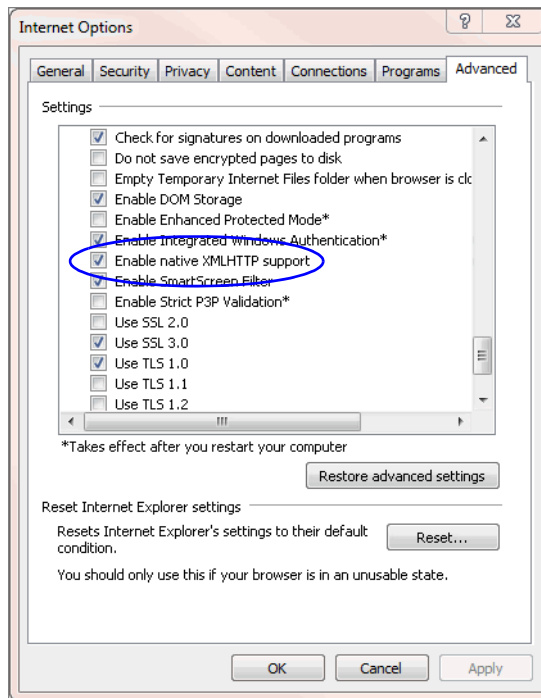 Internet Options
General Security Privacy Content Connections Programs Advanced
Settings
Check for signatures on downloaded programs
Do not save encrypted pages to disk
Empty Temporary Internet Files folder when browser is clo
Enable DOM Storage
Enable Enhanced Protected Mode*
Enable Integrated Windows Authentication*
Enable native XMLHTTP support
Enable SmartScreen Filter
Enable Strict P3P Validation*
Use SSL 2.0
Use SSL 3.0
Use TLS 1.0
Use TLS 1.1
Use TLS 1.2
*Takes effect after you restart your computer
Restore advanced settings
Reset Internet Explorer settings
Resets Internet Explorer's settings to their default
condition.
Reset...
You should only use this if your browser is in an unusable state.
OK Cancel Apply